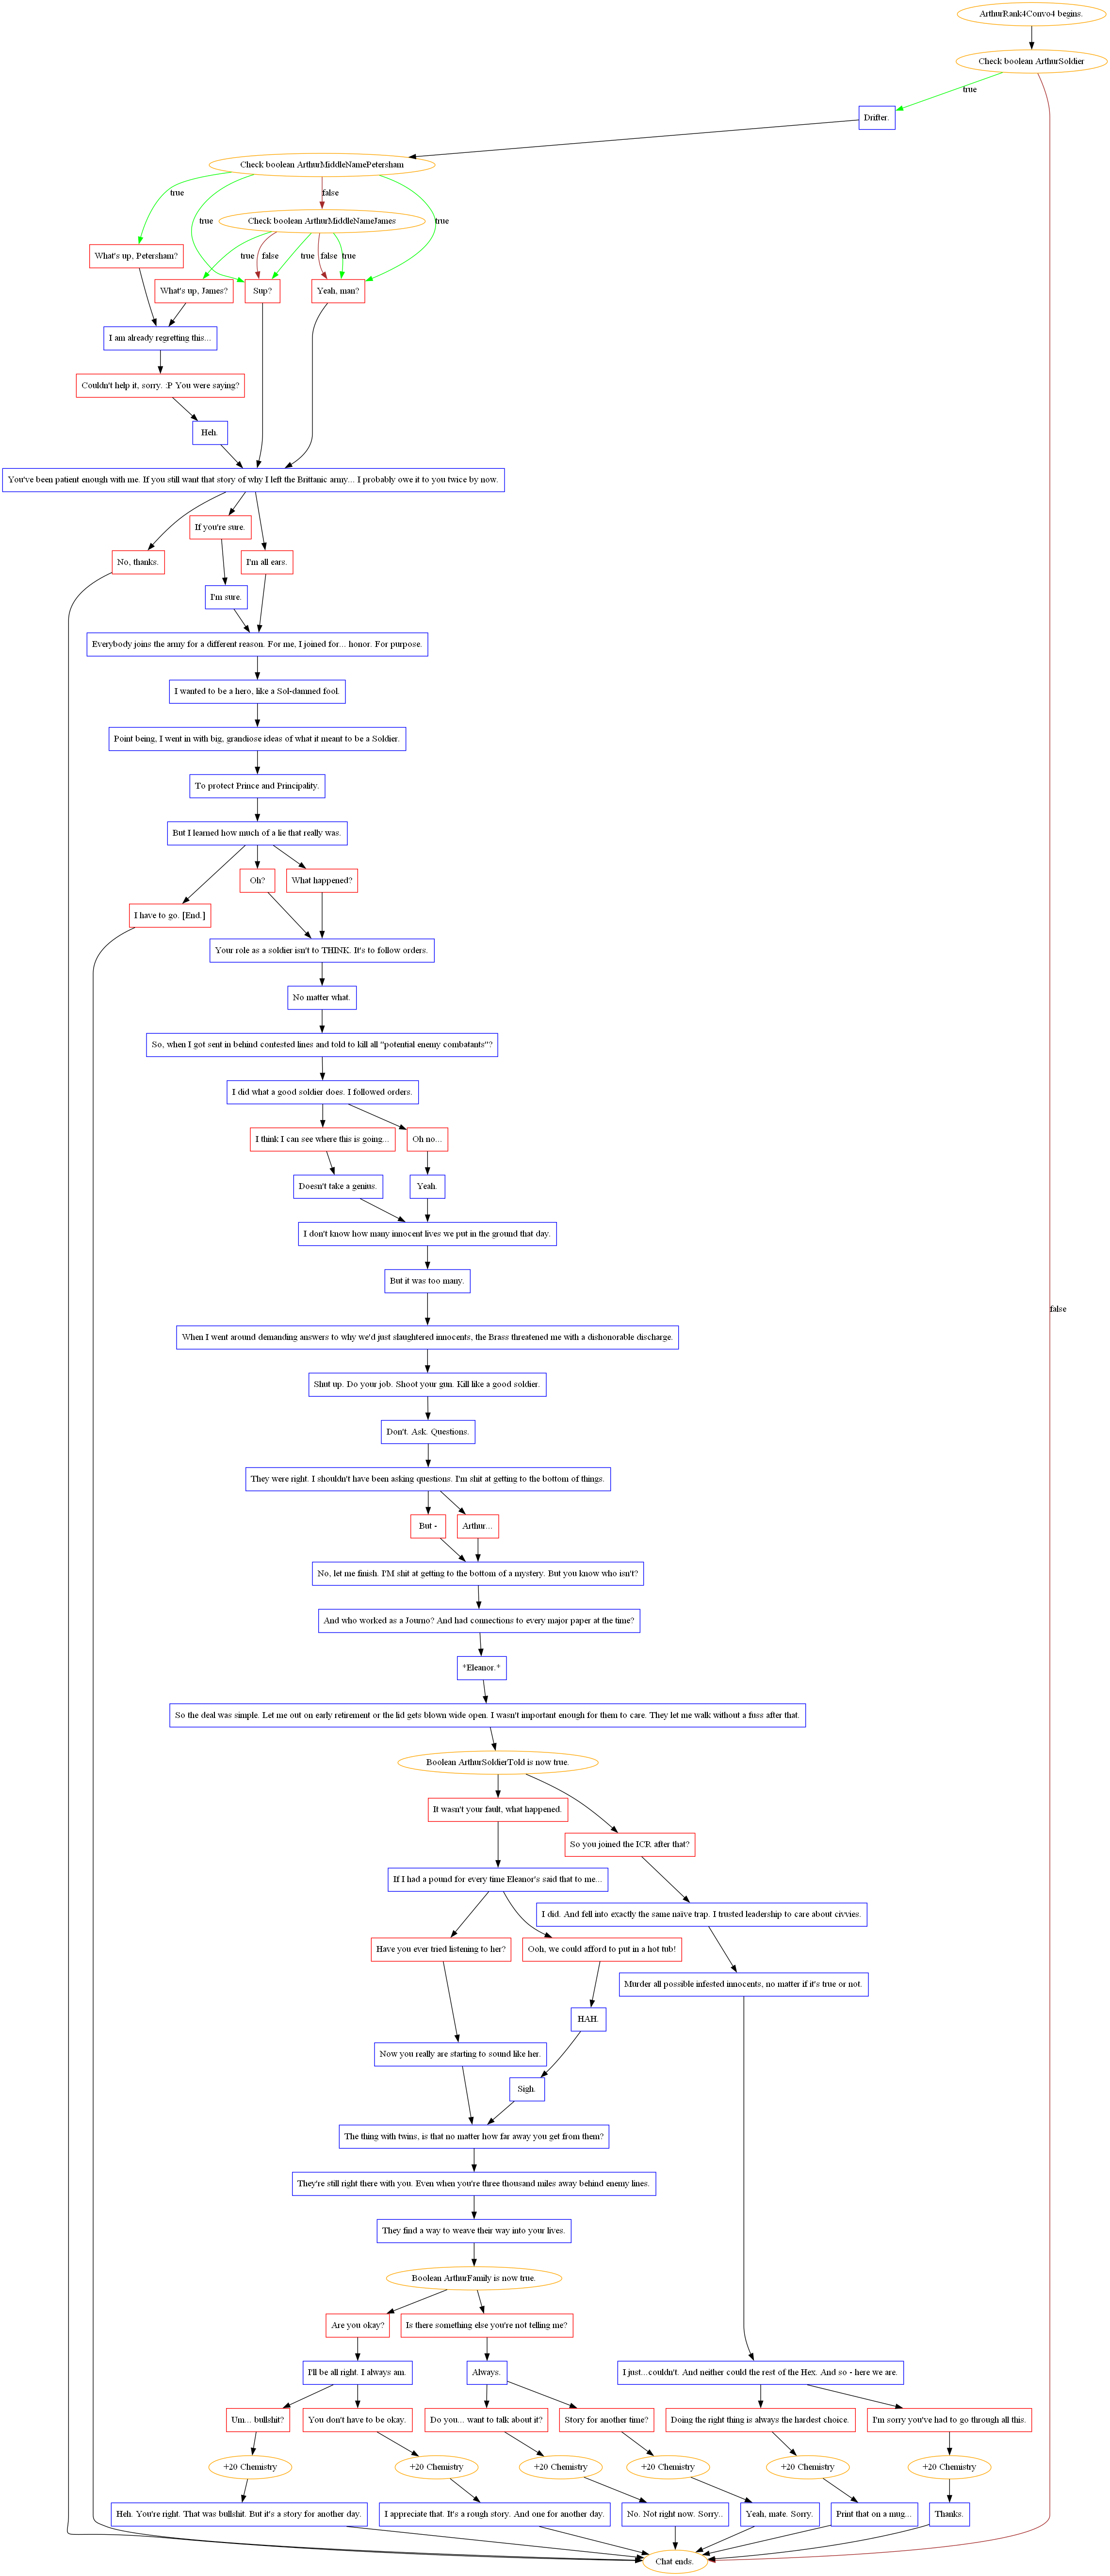 ArthurRank4Convo4 begins.
Check boolean ArthurSoldier
true
Drifter.
Check boolean ArthurMiddleNamePetersham
true
true
false
true
Check boolean ArthurMiddleNameJames
What's up, Petersham?
true
false
true
false
true
What's up, James?
Sup?
Yeah, man?
I am already regretting this...
Couldn't help it, sorry. :P You were saying?
Heh.
You've been patient enough with me. If you still want that story of why I left the Brittanic army... I probably owe it to you twice by now.
If you're sure.
No, thanks.
I'm all ears.
I'm sure.
Everybody joins the army for a different reason. For me, I joined for... honor. For purpose.
I wanted to be a hero, like a Sol-damned fool.
Point being, I went in with big, grandiose ideas of what it meant to be a Soldier.
To protect Prince and Principality.
But I learned how much of a lie that really was.
Oh?
What happened?
I have to go. [End.]
Your role as a soldier isn't to THINK. It's to follow orders.
No matter what.
So, when I got sent in behind contested lines and told to kill all "potential enemy combatants"?
I did what a good soldier does. I followed orders.
I think I can see where this is going...
Oh no...
Doesn't take a genius.
Yeah.
I don't know how many innocent lives we put in the ground that day.
But it was too many.
false
When I went around demanding answers to why we'd just slaughtered innocents, the Brass threatened me with a dishonorable discharge.
Shut up. Do your job. Shoot your gun. Kill like a good soldier.
Don't. Ask. Questions.
They were right. I shouldn't have been asking questions. I'm shit at getting to the bottom of things.
But -
Arthur...
No, let me finish. I'M shit at getting to the bottom of a mystery. But you know who isn't?
And who worked as a Journo? And had connections to every major paper at the time?
*Eleanor.*
So the deal was simple. Let me out on early retirement or the lid gets blown wide open. I wasn't important enough for them to care. They let me walk without a fuss after that.
Boolean ArthurSoldierTold is now true.
It wasn't your fault, what happened.
So you joined the ICR after that?
If I had a pound for every time Eleanor's said that to me...
I did. And fell into exactly the same naïve trap. I trusted leadership to care about civvies.
Have you ever tried listening to her?
Ooh, we could afford to put in a hot tub!
Murder all possible infested innocents, no matter if it's true or not.
HAH.
Now you really are starting to sound like her.
Sigh.
The thing with twins, is that no matter how far away you get from them?
They're still right there with you. Even when you're three thousand miles away behind enemy lines.
They find a way to weave their way into your lives.
Boolean ArthurFamily is now true.
Are you okay?
Is there something else you're not telling me?
I'll be all right. I always am.
Always.
I just...couldn't. And neither could the rest of the Hex. And so - here we are.
Um... bullshit?
You don't have to be okay.
Do you... want to talk about it?
Story for another time?
Doing the right thing is always the hardest choice.
I'm sorry you've had to go through all this.
+20 Chemistry
+20 Chemistry
+20 Chemistry
+20 Chemistry
+20 Chemistry
+20 Chemistry
Heh. You're right. That was bullshit. But it's a story for another day.
I appreciate that. It's a rough story. And one for another day.
No. Not right now. Sorry..
Yeah, mate. Sorry.
Print that on a mug...
Thanks.
Chat ends.